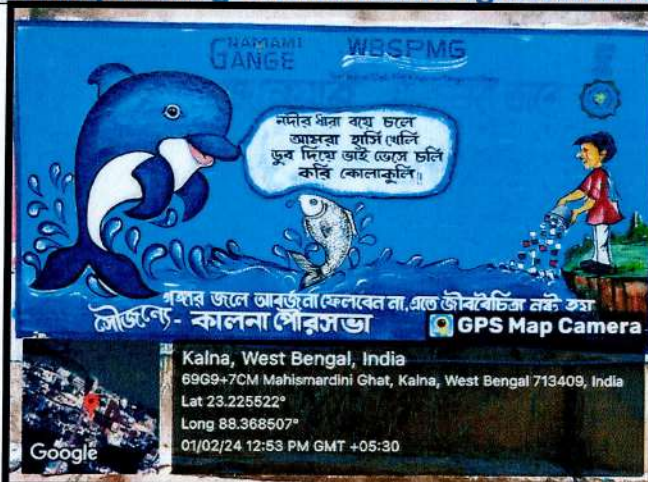 NAMAMI
GANGE
WBSPMG
নদীর ধারা বয়ে চলে
আমরা হাসি খেলি
ডুব দিয়ে ভাই ভেসে চলি
করি কোলাকুলি॥
গঙ্গার জলে আবর্জনা ফেলবেন না, এতে জীববৈচিত্র নষ্ট হয়
সৌজন্যে - কালনা পৌরসভা
GPS Map Camera
Kalna, West Bengal, India
69G9+7CM Mahismardini Ghat, Kalna, West Bengal 713409, India
Lat 23.225522°
Long 88.368507°
01/02/24 12:53 PM GMT +05:30
Google